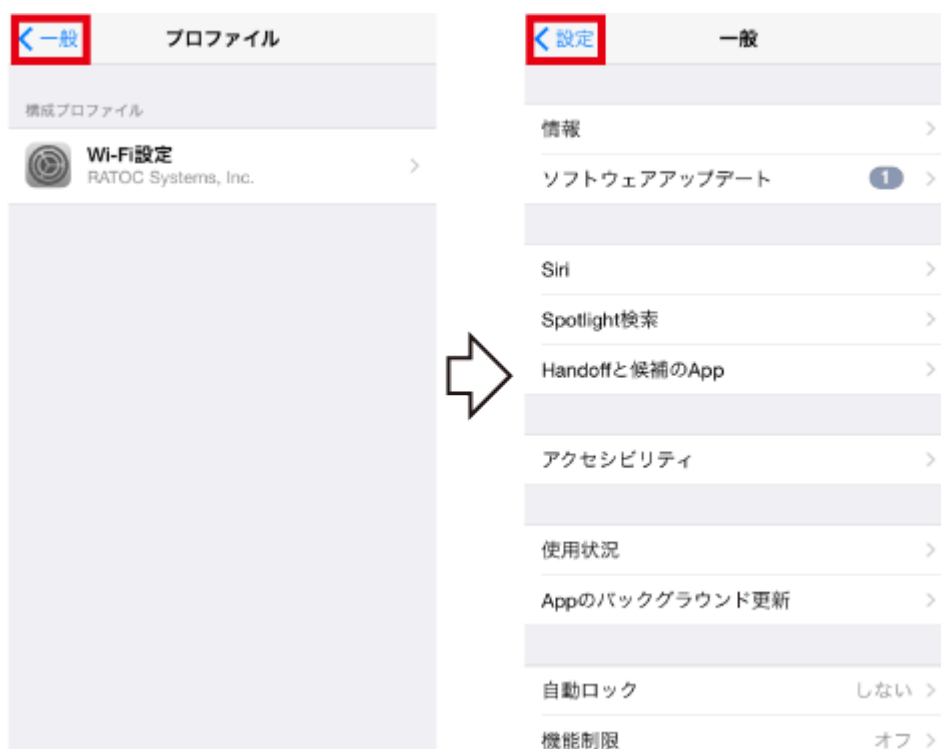 一般 プロファイル
構成プロファイル
Wi-Fi設定
RATOC Systems, Inc.
設定 一般
情報
ソフトウェアアップデート 1
Siri
Spotlight検索
Handoffと候補のApp
アクセシビリティ
使用状況
Appのバックグラウンド更新
自動ロック しない
機能制限 オフ